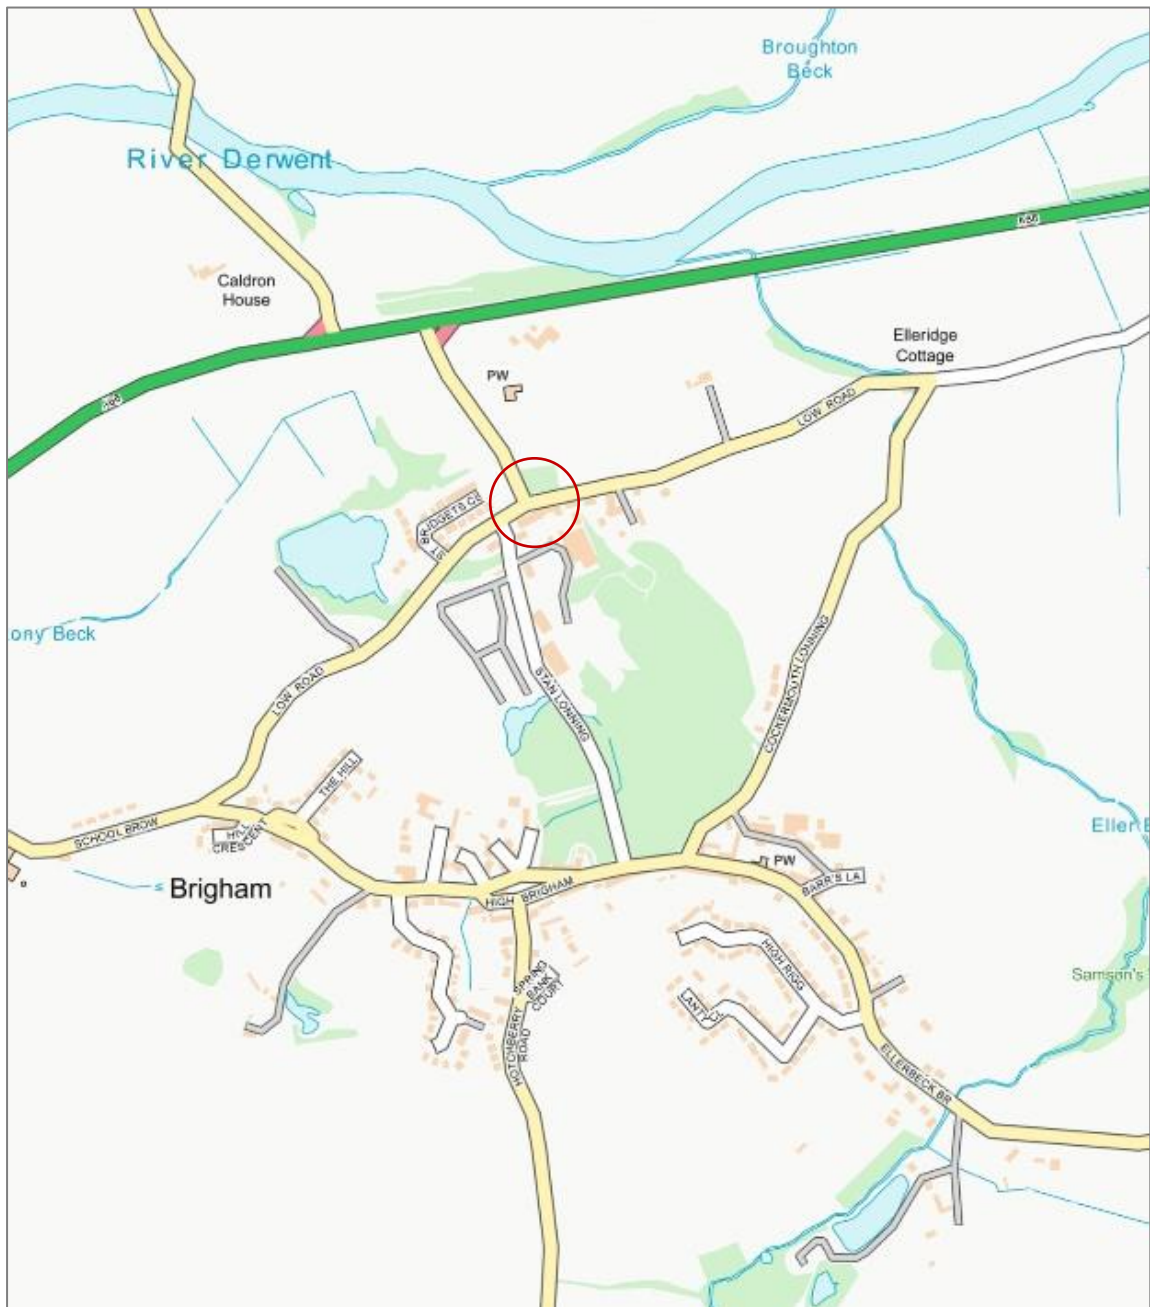 Broughton
Beck
River Derwent
A66
Caldron
House
Elleridge
Cottage
PW
A66
LOW ROAD
BRIDGETS CL
ST
ony Beck
COCKERMOUTH LONNING
LOW ROAD
STAN LONNING
THE HILL
SCHOOL BROW
HILL
CRESCENT
Eller B
PW
Brigham
BARR'S LA
HIGH BRIGHAM
HIGH RIGG
Samson's
SPRING
BANK
COURT
HOTCHBERRY
ROAD
ELLERBECK BR